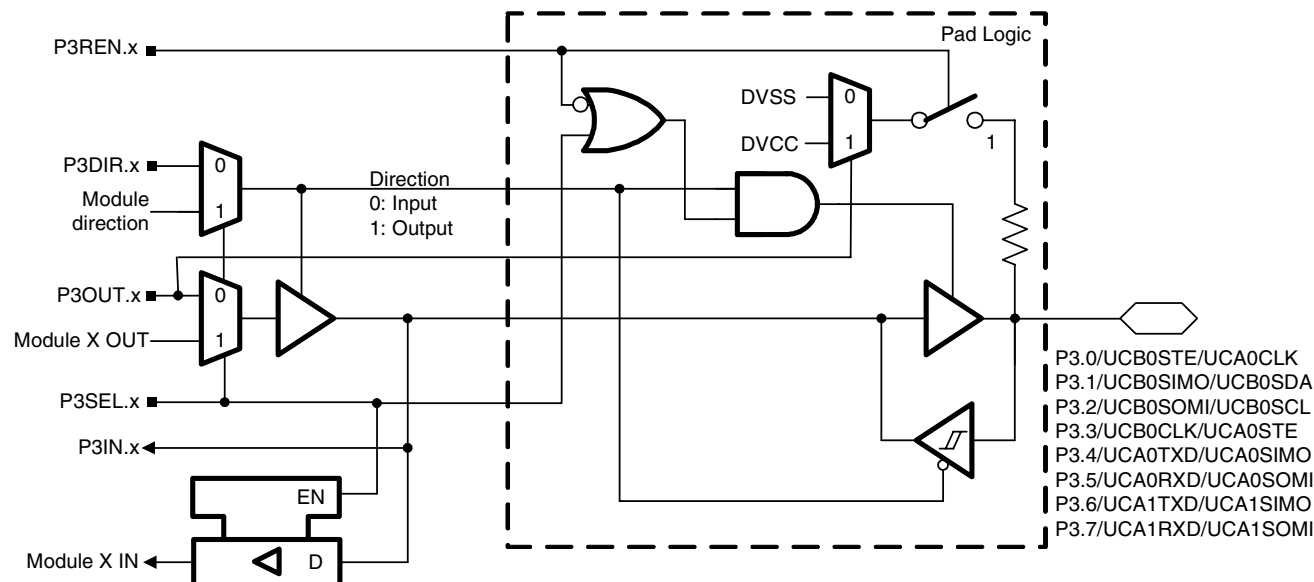 Pad Logic
P3REN.x
DVSS
0
DVCC
1
1
P3DIR.x
0
Module
direction
1
Direction
0: Input
1: Output
P3OUT.x
0
Module X OUT
1
P3SEL.x
P3IN.x
EN
Module X IN
D
P3.0/UCB0STE/UCA0CLK
P3.1/UCB0SIMO/UCB0SDA
P3.2/UCB0SOMI/UCB0SCL
P3.3/UCB0CLK/UCA0STE
P3.4/UCA0TXD/UCA0SIMO
P3.5/UCA0RXD/UCA0SOMI
P3.6/UCA1TXD/UCA1SIMO
P3.7/UCA1RXD/UCA1SOMI